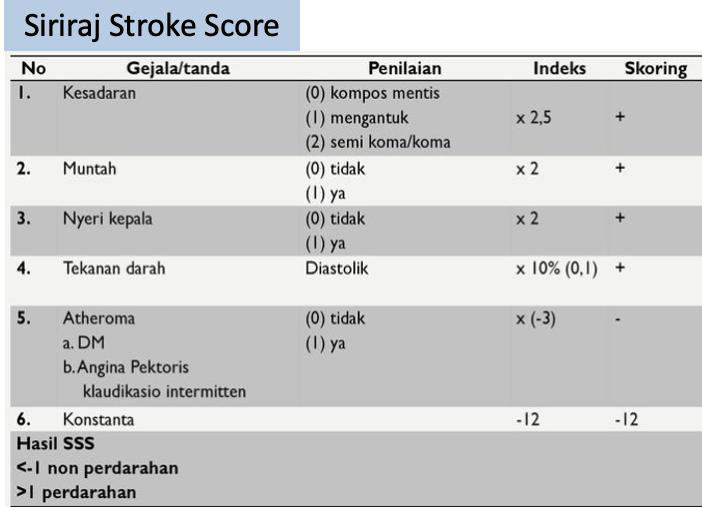 Siriraj Stroke Score
No Gejala/tanda Penilaian Indeks Skoring
1. Kesadaran (0) kompos mentis
(1) mengantuk x 2,5 +
(2) semi koma/koma
2. Muntah (0) tidak x 2 +
(1) ya
3. Nyeri kepala (0) tidak x 2 +
(1) ya
4. Tekanan darah Diastolik x 10% (0,1) +
5. Atheroma (0) tidak x (-3) -
a. DM (1) ya
b. Angina Pektoris
klaudikasio intermitten
6. Konstanta -12 -12
Hasil SSS
<-1 non perdarahan
>1 perdarahan